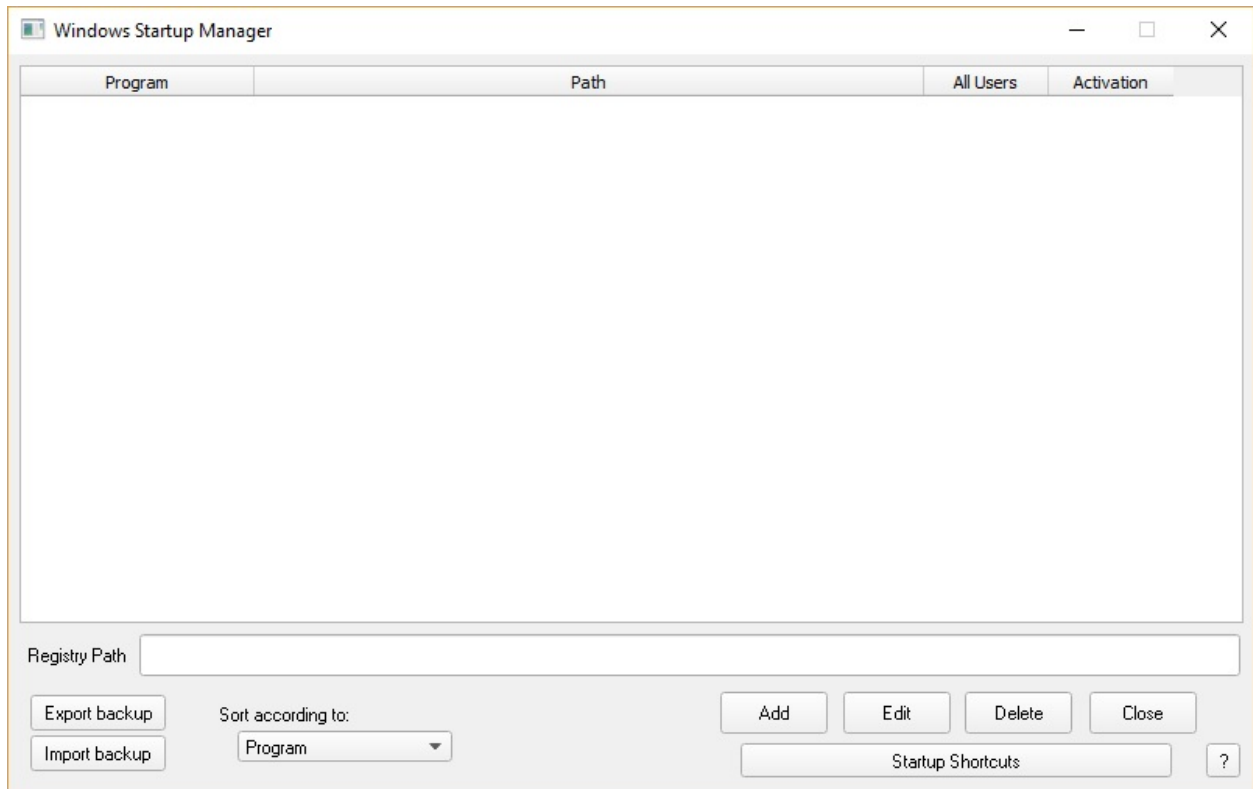 Windows Startup Manager
Program Path All Users Activation
Registry Path
Export backup Sort according to: Add Edit Delete Close
Import backup Program Startup Shortcuts ?